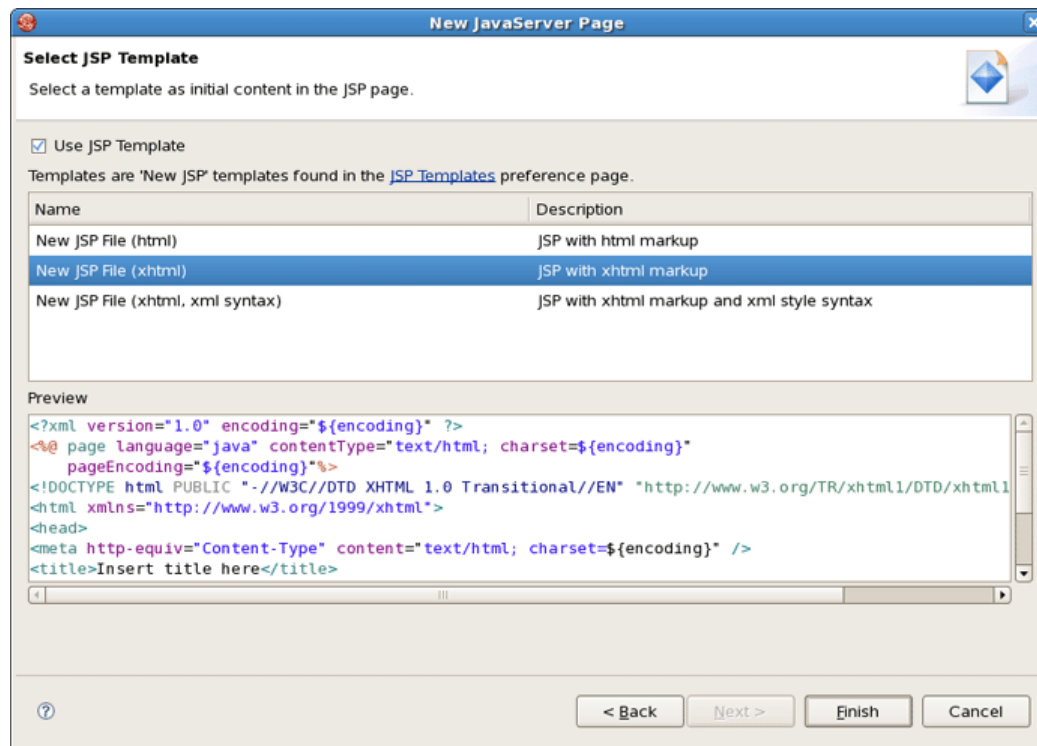 New JavaServer Page
Select JSP Template
Select a template as initial content in the JSP page.
Use JSP Template
Templates are 'New JSP' templates found in the JSP Templates preference page.
Name Description
New JSP File (html) JSP with html markup
New JSP File (xhtml) JSP with xhtml markup
New JSP File (xhtml, xml syntax) JSP with xhtml markup and xml style syntax
Preview
<?xml version="1.0" encoding="${encoding}" ?>
<%@ page language="java" contentType="text/html; charset=${encoding}"
    pageEncoding="${encoding}"%>
<!DOCTYPE html PUBLIC "-//W3C//DTD XHTML 1.0 Transitional//EN" "http://www.w3.org/TR/xhtml1/DTD/xhtml1
<html xmlns="http://www.w3.org/1999/xhtml">
<head>
<meta http-equiv="Content-Type" content="text/html; charset=${encoding}" />
<title>Insert title here</title>
? < Back Next > Finish Cancel